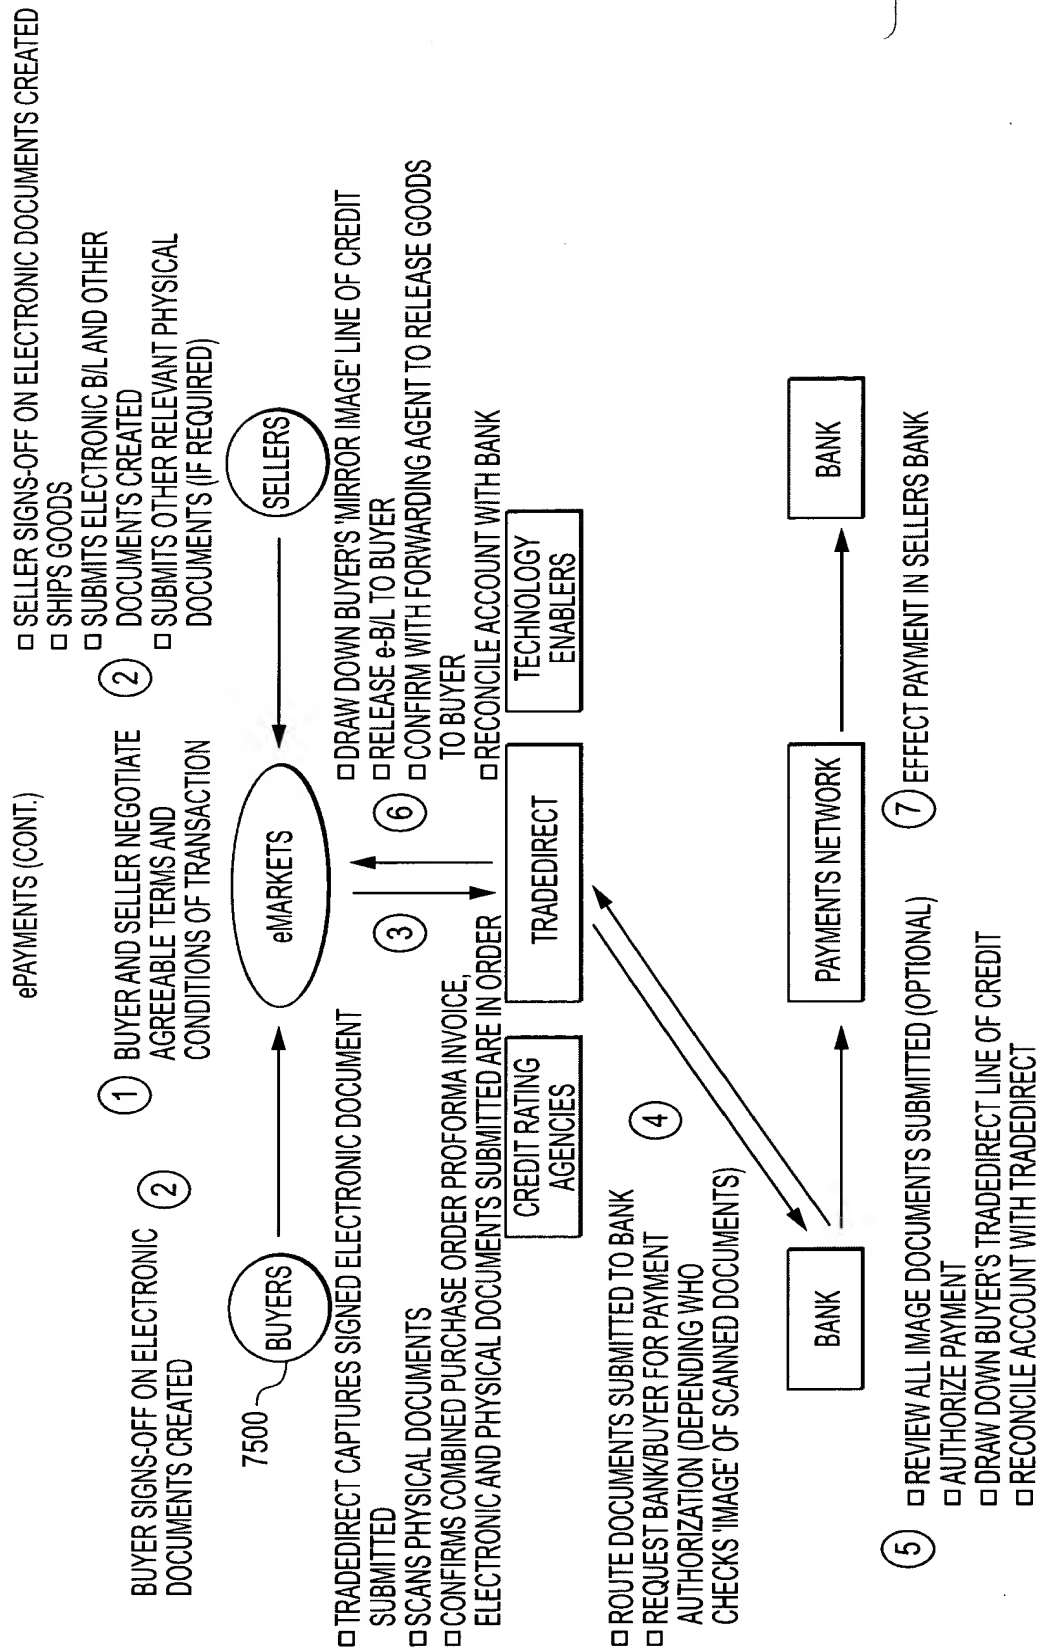 ePAYMENTS (CONT.)
BUYER SIGNS-OFF ON ELECTRONIC
DOCUMENTS CREATED
2
1
BUYER AND SELLER NEGOTIATE
AGREEABLE TERMS AND
CONDITIONS OF TRANSACTION
2
□ SELLER SIGNS-OFF ON ELECTRONIC DOCUMENTS CREATED
□ SHIPS GOODS
□ SUBMITS ELECTRONIC B/L AND OTHER
DOCUMENTS CREATED
□ SUBMITS OTHER RELEVANT PHYSICAL
DOCUMENTS (IF REQUIRED)
7500
BUYERS
eMARKETS
SELLERS
□ TRADEDIRECT CAPTURES SIGNED ELECTRONIC DOCUMENT
SUBMITTED
□ SCANS PHYSICAL DOCUMENTS
□ CONFIRMS COMBINED PURCHASE ORDER PROFORMA INVOICE,
ELECTRONIC AND PHYSICAL DOCUMENTS SUBMITTED ARE IN ORDER
3
6
□ DRAW DOWN BUYER'S 'MIRROR IMAGE' LINE OF CREDIT
□ RELEASE e-B/L TO BUYER
□ CONFIRM WITH FORWARDING AGENT TO RELEASE GOODS
TO BUYER
□ RECONCILE ACCOUNT WITH BANK
CREDIT RATING
AGENCIES
TRADEDIRECT
TECHNOLOGY
ENABLERS
□ ROUTE DOCUMENTS SUBMITTED TO BANK
□ REQUEST BANK/BUYER FOR PAYMENT
AUTHORIZATION (DEPENDING WHO
CHECKS 'IMAGE' OF SCANNED DOCUMENTS)
4
BANK
PAYMENTS NETWORK
BANK
5
□ REVIEW ALL IMAGE DOCUMENTS SUBMITTED (OPTIONAL)
□ AUTHORIZE PAYMENT
□ DRAW DOWN BUYER'S TRADEDIRECT LINE OF CREDIT
□ RECONCILE ACCOUNT WITH TRADEDIRECT
7
EFFECT PAYMENT IN SELLERS BANK